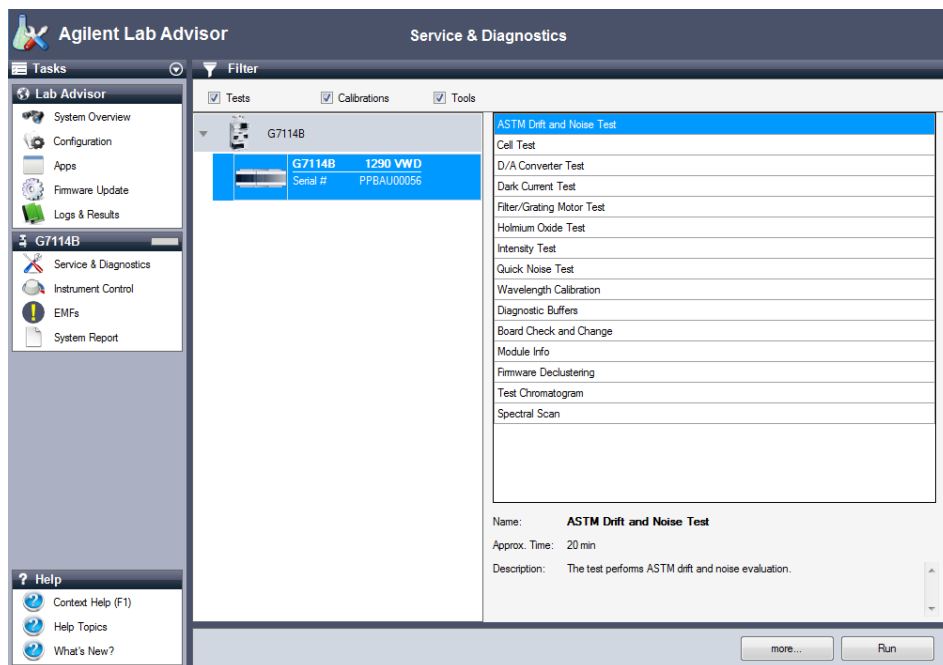 Agilent Lab Advisor
Service & Diagnostics
Tasks
Filter
Lab Advisor
System Overview
Configuration
Apps
Firmware Update
Logs & Results
G7114B
Service & Diagnostics
Instrument Control
EMFs
System Report
? Help
Context Help (F1)
Help Topics
What's New?
Tests
Calibrations
Tools
G7114B
G7114B 1290 VWD
Serial # PPBAU00056
ASTM Drift and Noise Test
Cell Test
D/A Converter Test
Dark Current Test
Filter/Grating Motor Test
Holmium Oxide Test
Intensity Test
Quick Noise Test
Wavelength Calibration
Diagnostic Buffers
Board Check and Change
Module Info
Firmware Declustering
Test Chromatogram
Spectral Scan
Name: ASTM Drift and Noise Test
Approx. Time: 20 min
Description: The test performs ASTM drift and noise evaluation.
more...
Run